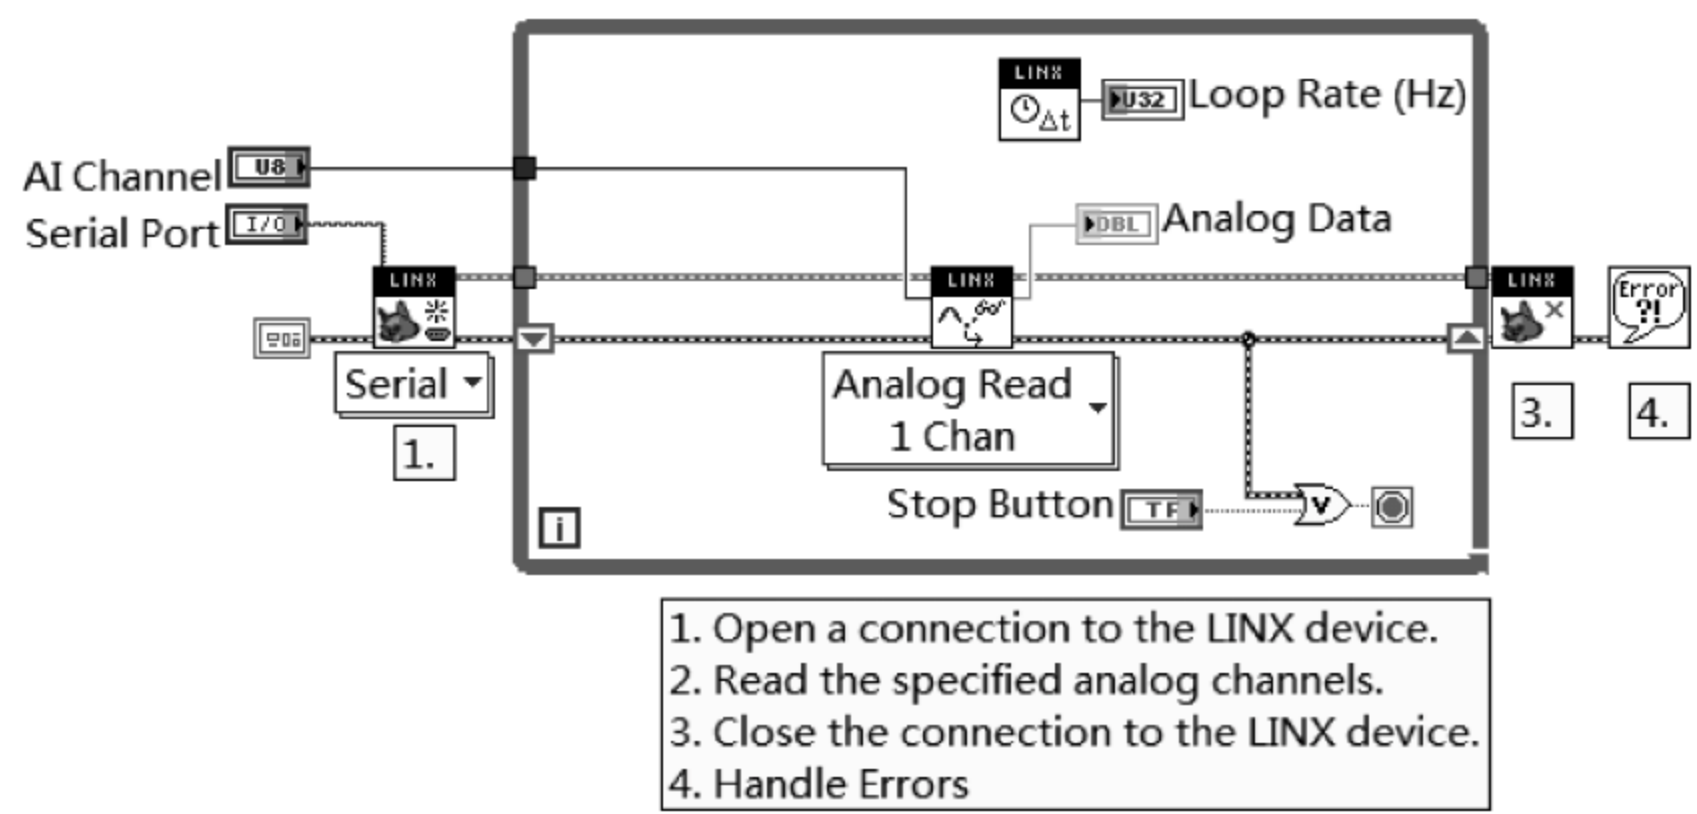 LINX
Δt
U32
Loop Rate (Hz)
AI Channel
U8
Serial Port
I/O
DBL
Analog Data
LINX
LINX
LINX
Error
?!
Serial
Analog Read
1 Chan
1.
3.
4.
Stop Button
TF
V
i
1. Open a connection to the LINX device.
2. Read the specified analog channels.
3. Close the connection to the LINX device.
4. Handle Errors